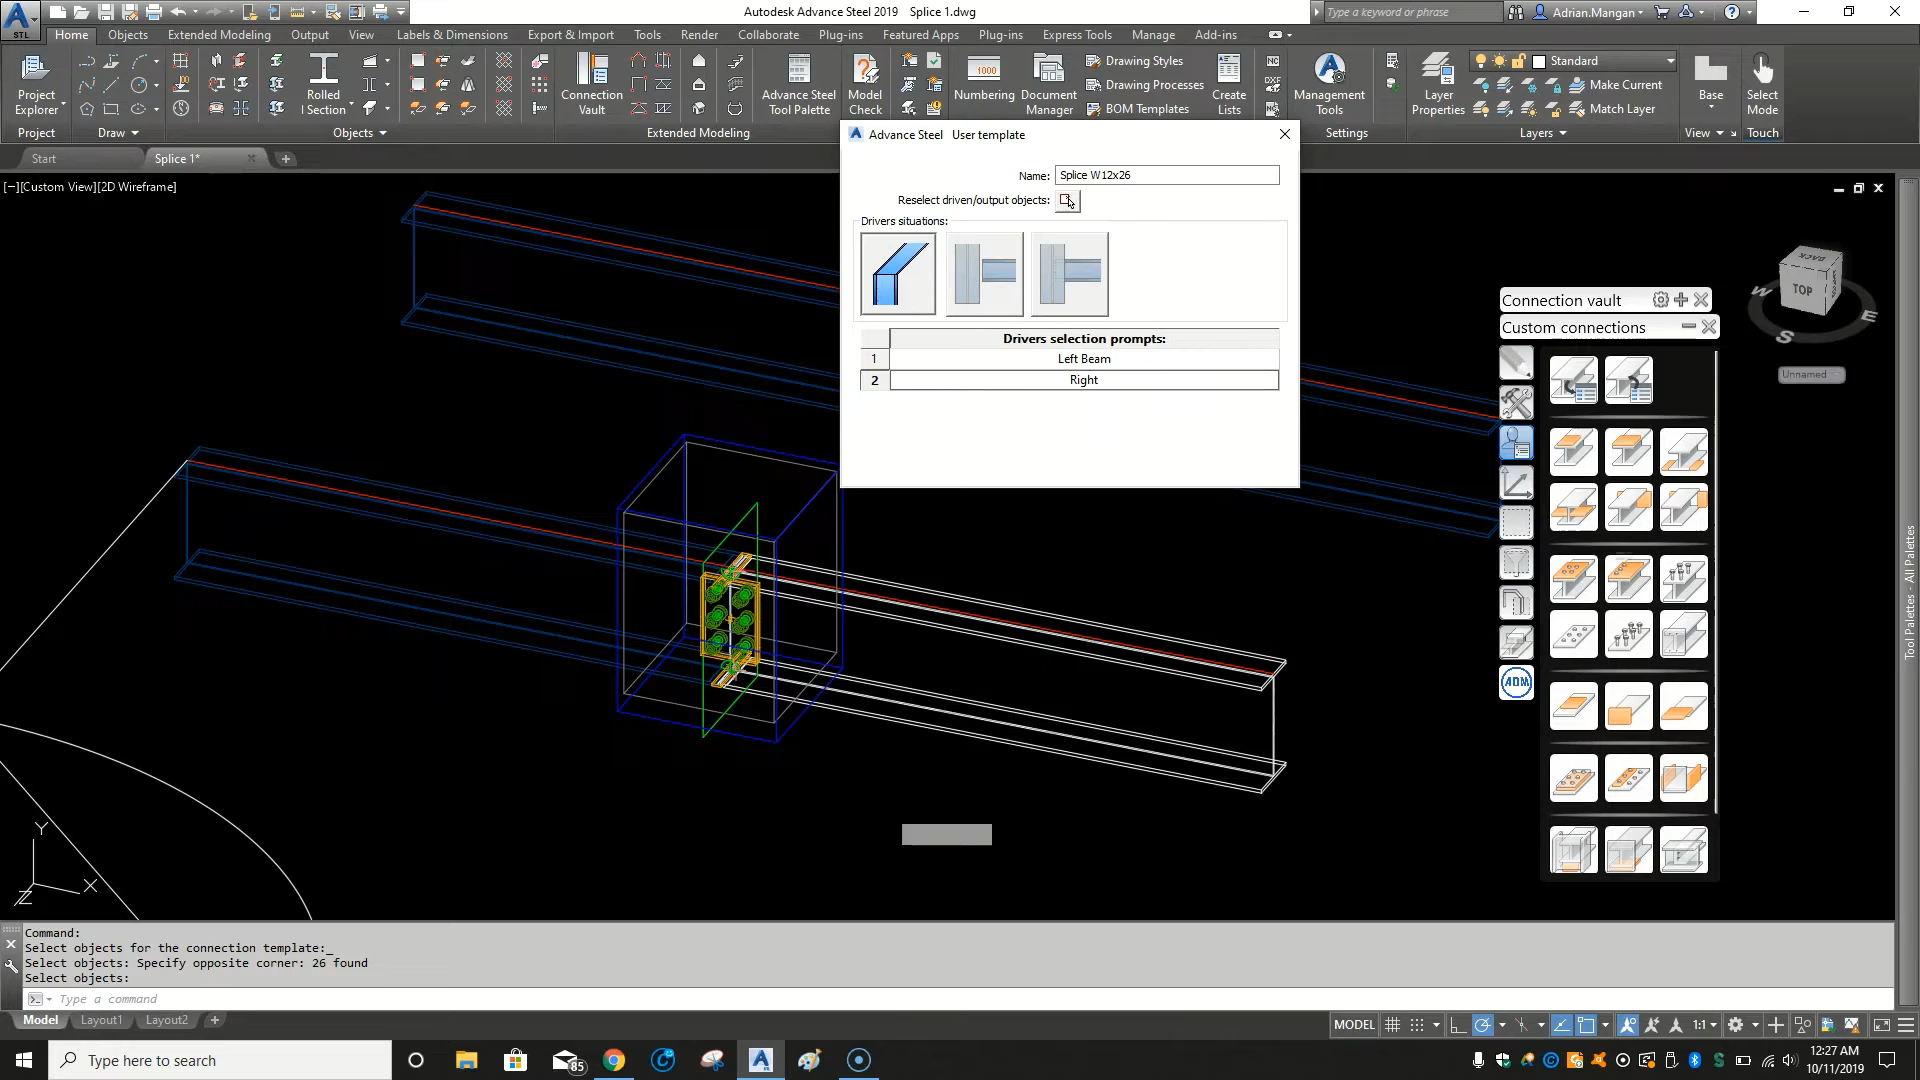 Autodesk Advance Steel 2019 Splice 1.dwg
Type a keyword or phrase
Adrian.Mangan
STL
Home Objects Extended Modeling Output View Labels & Dimensions Export & Import Tools Render Collaborate Plug-ins Featured Apps Plug-ins Express Tools Manage Add-ins
Project Explorer
Rolled I Section
Connection Vault
Advance Steel Tool Palette
Model Check
1000
Numbering
Document Manager
Drawing Styles
Drawing Processes
BOM Templates
Create Lists
NC
DXF
NC
Management Tools
Layer Properties
Standard
Make Current
Match Layer
Base
Select Mode
Project Draw Objects Extended Modeling Settings Layers View Touch
Start
Splice 1*
[−][Custom View][2D Wireframe]
Advance Steel User template
Name: Splice W12x26
Reselect driven/output objects:
Drivers situations:
Drivers selection prompts:
1 Left Beam
2 Right
Connection vault
Custom connections
ADM
BACK
TOP
W
E
S
Unnamed
Tool Palettes - All Palettes
Y
X
Z
Command:
Select objects for the connection template:_
Select objects: Specify opposite corner: 26 found
Select objects:
Type a command
Model Layout1 Layout2
MODEL
1:1
Type here to search
85
12:27 AM
10/11/2019